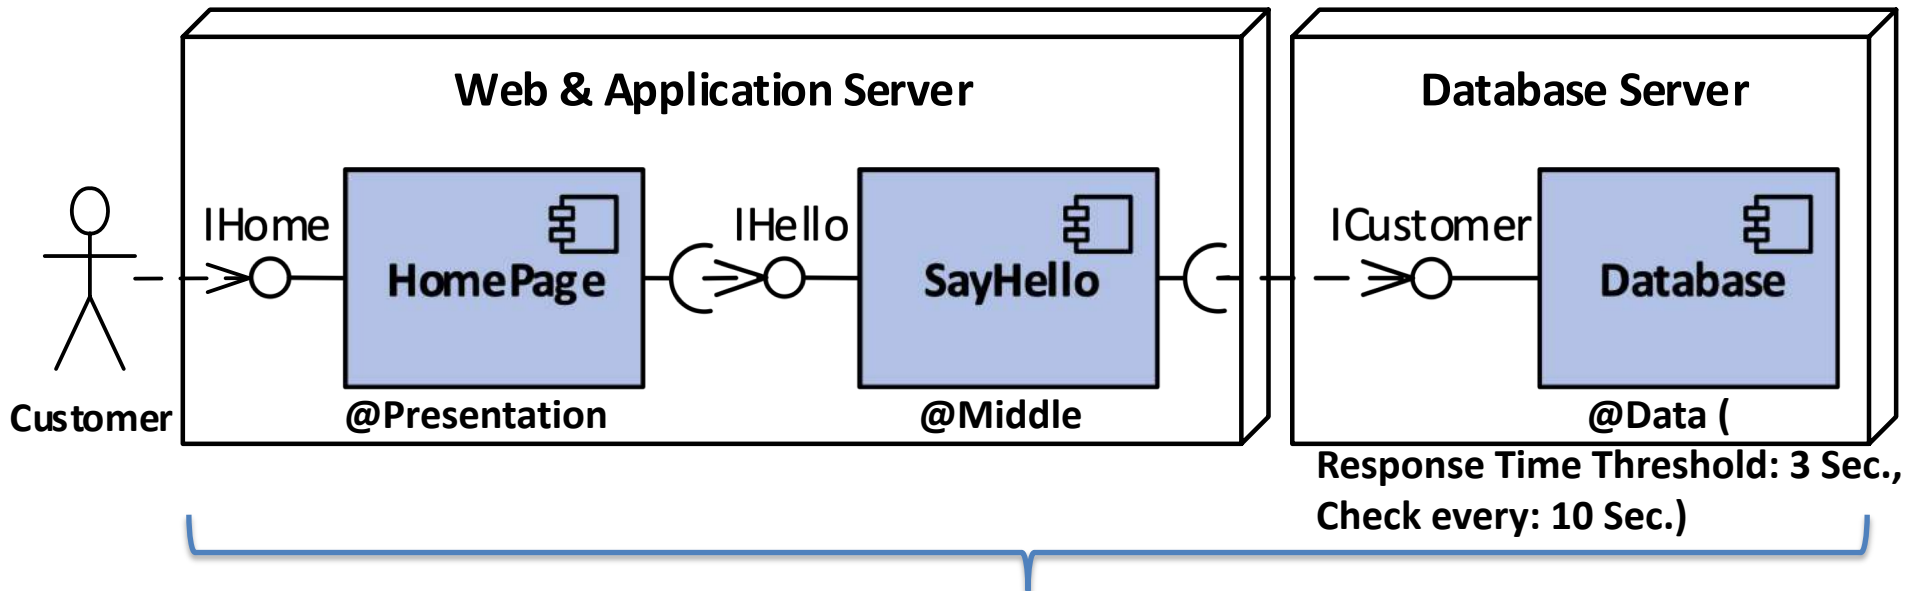 Web & Application Server
Database Server
IHome
IHello
ICustomer
HomePage
SayHello
Database
Customer
@Presentation
@Middle
@Data (
Response Time Threshold: 3 Sec.,
Check every: 10 Sec.)